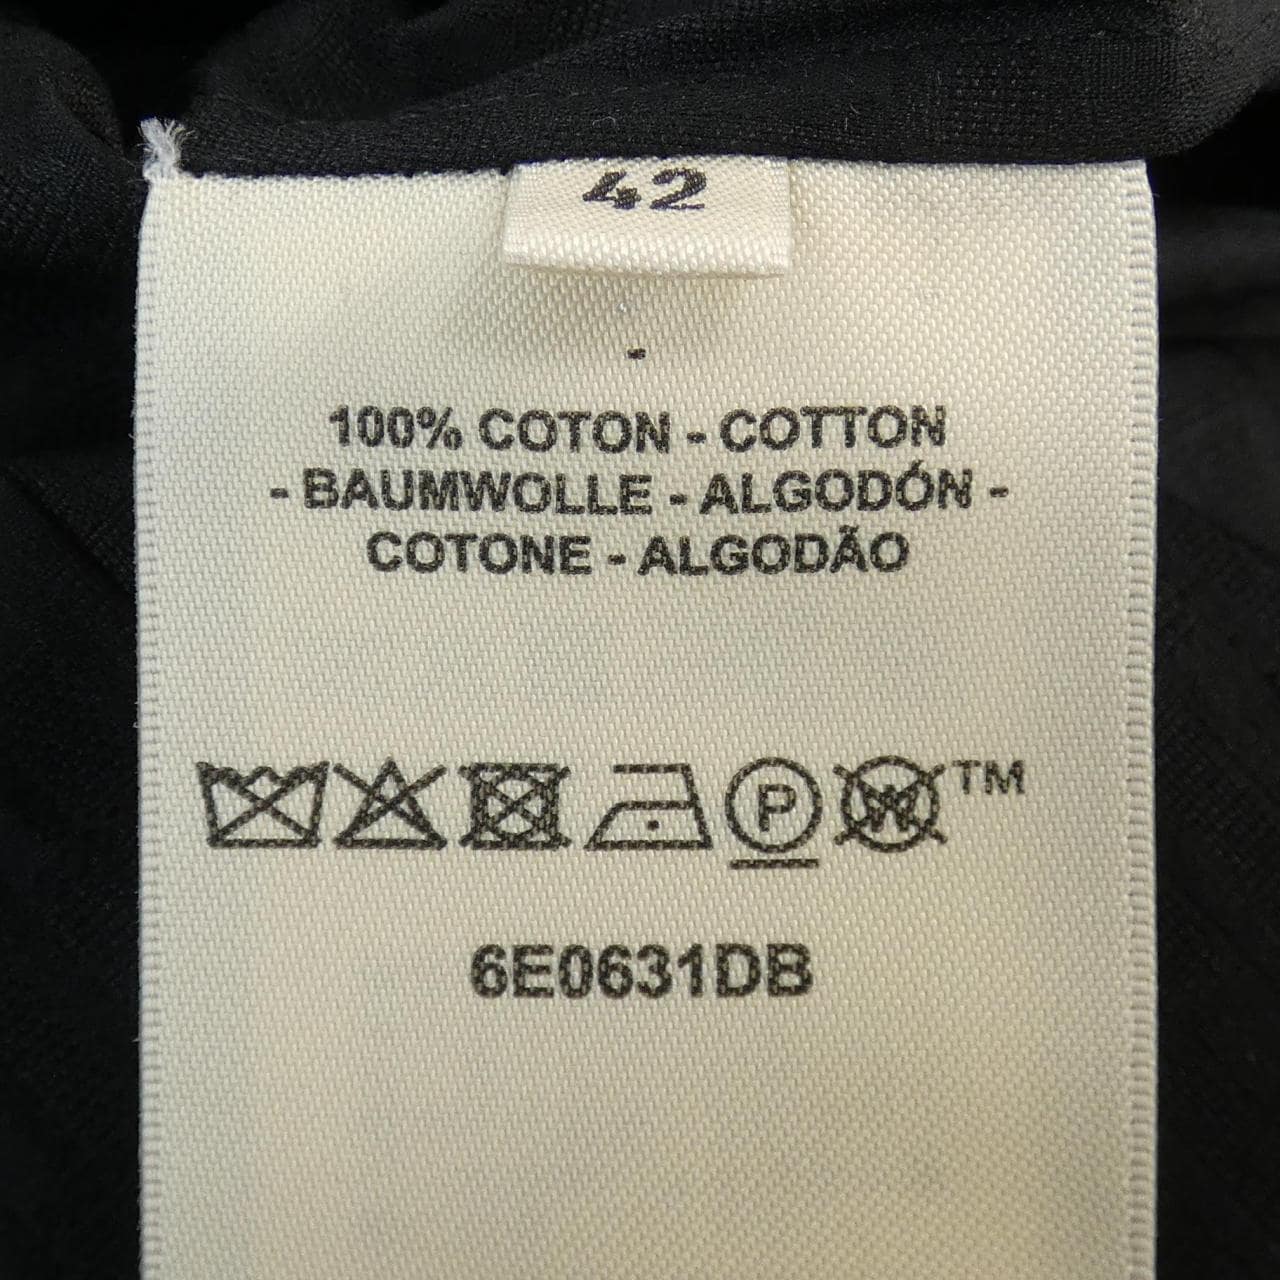 42
-
100% COTON - COTTON
- BAUMWOLLE - ALGODÓN -
COTONE - ALGODÃO
P W TM
6E0631DB